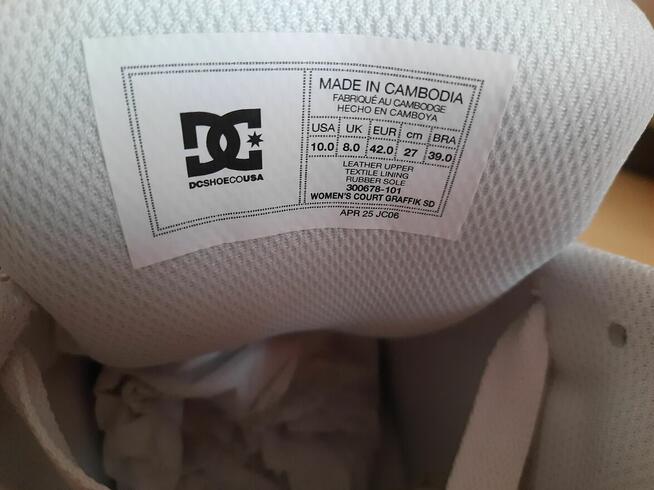 DC
DCSHOECOUSA
MADE IN CAMBODIA
FABRIQUÉ AU CAMBODGE
HECHO EN CAMBOYA
USA UK EUR cm BRA
10.0 8.0 42.0 27 39.0
LEATHER UPPER
TEXTILE LINING
RUBBER SOLE
300678-101
WOMEN'S COURT GRAFFIK SD
APR 25 JC06